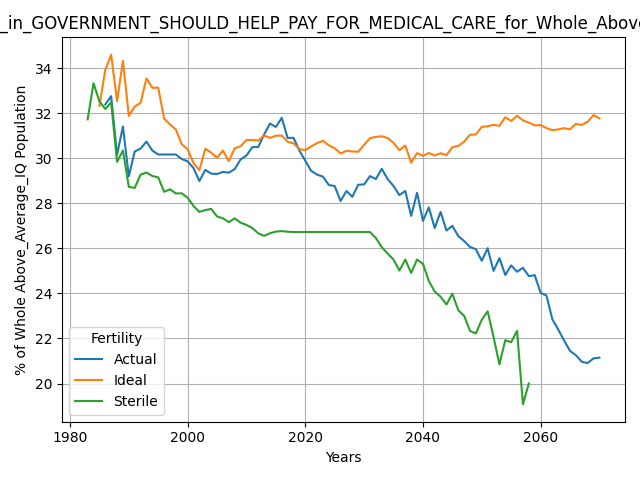 _in_GOVERNMENT_SHOULD_HELP_PAY_FOR_MEDICAL_CARE_for_Whole_Above
% of Whole Above_Average_IQ Population
34
32
30
28
26
24
22
20
Fertility
Actual
Ideal
Sterile
1980
2000
2020
2040
2060
Years